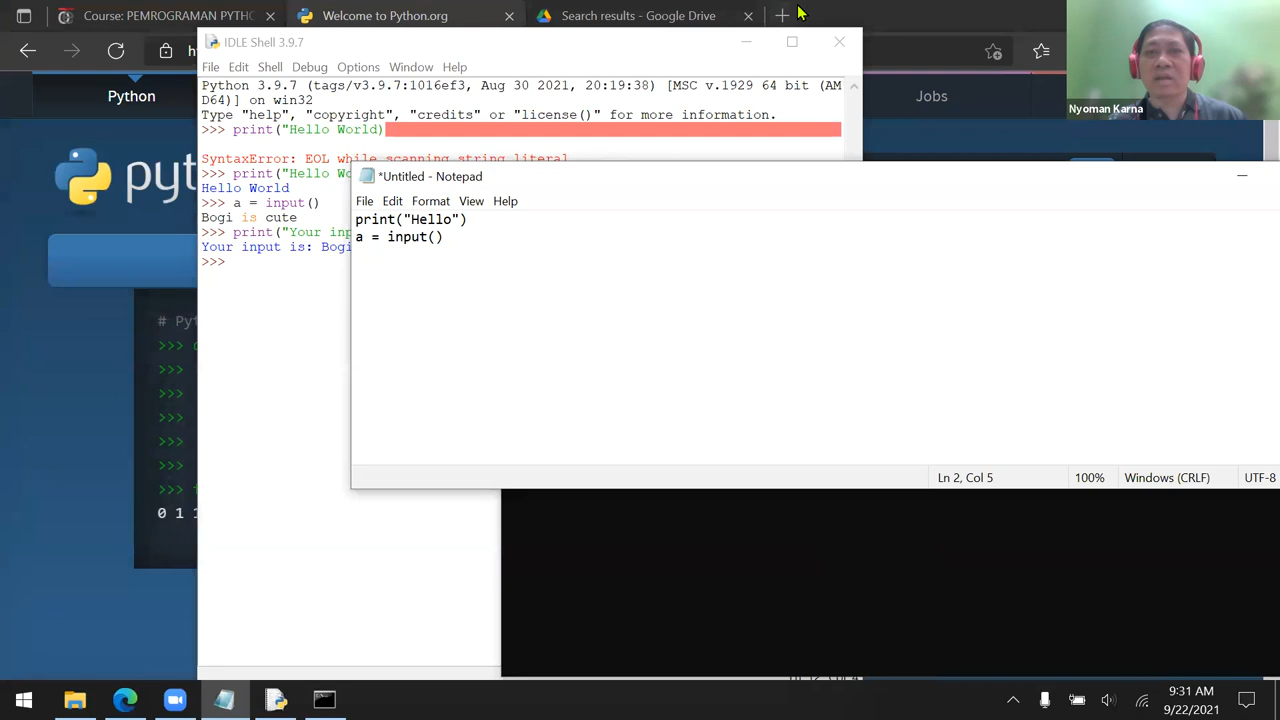 Course: PEMROGRAMAN PYTHO
Welcome to Python.org
Search results - Google Drive
Nyoman Karna
Python
Jobs
IDLE Shell 3.9.7
File Edit Shell Debug Options Window Help
Python 3.9.7 (tags/v3.9.7:1016ef3, Aug 30 2021, 20:19:38) [MSC v.1929 64 bit (AM
D64)] on win32
Type "help", "copyright", "credits" or "license()" for more information.
>>> print("Hello World)
SyntaxError: EOL while scanning string literal
>>> print("Hello Wo
Hello World
>>> a = input()
Bogi is cute
>>> print("Your inp
Your input is: Bogi
>>>
*Untitled - Notepad
File Edit Format View Help
print("Hello")
a = input()
Ln 2, Col 5 100% Windows (CRLF) UTF-8
pyth
# Pyt
>>>
>>>
>>>
>>>
>>>
>>>
>>>
0 1 1
9:31 AM
9/22/2021